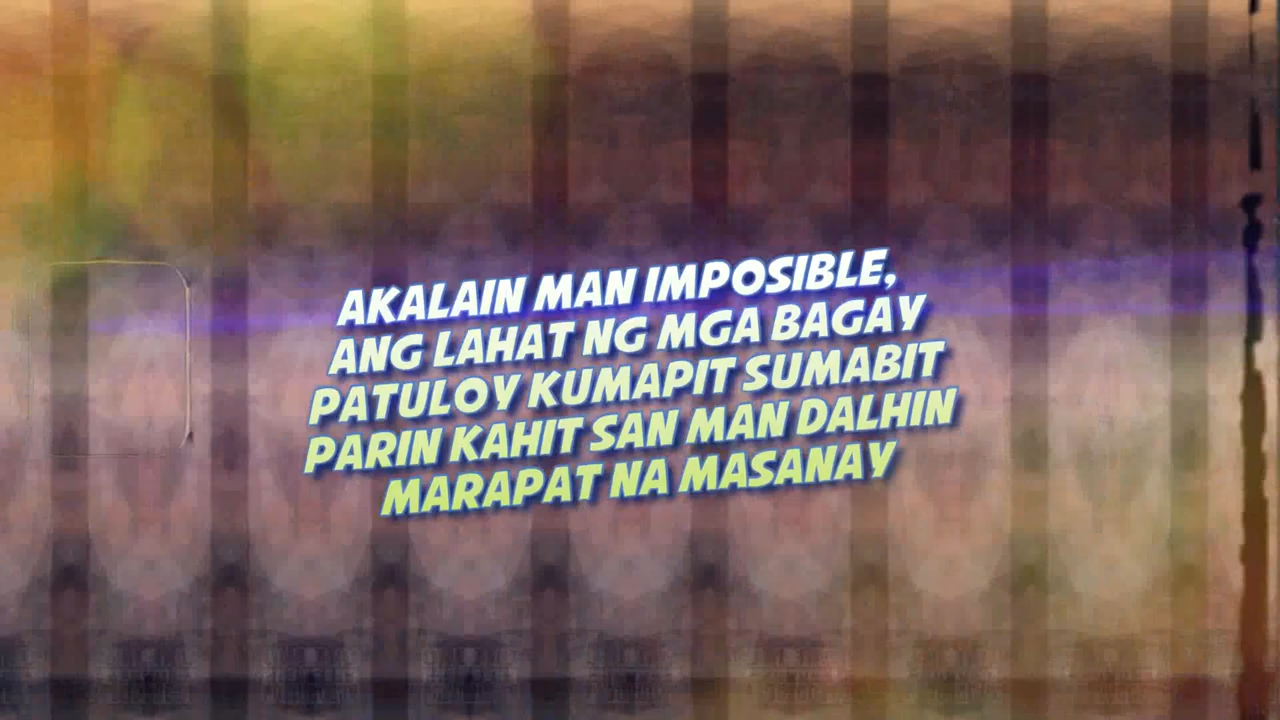 AKALAIN MAN IMPOSIBLE,
ANG LAHAT NG MGA BAGAY
PATULOY KUMAPIT SUMABIT
PARIN KAHIT SAN MAN DALHIN
MARAPAT NA MASANAY